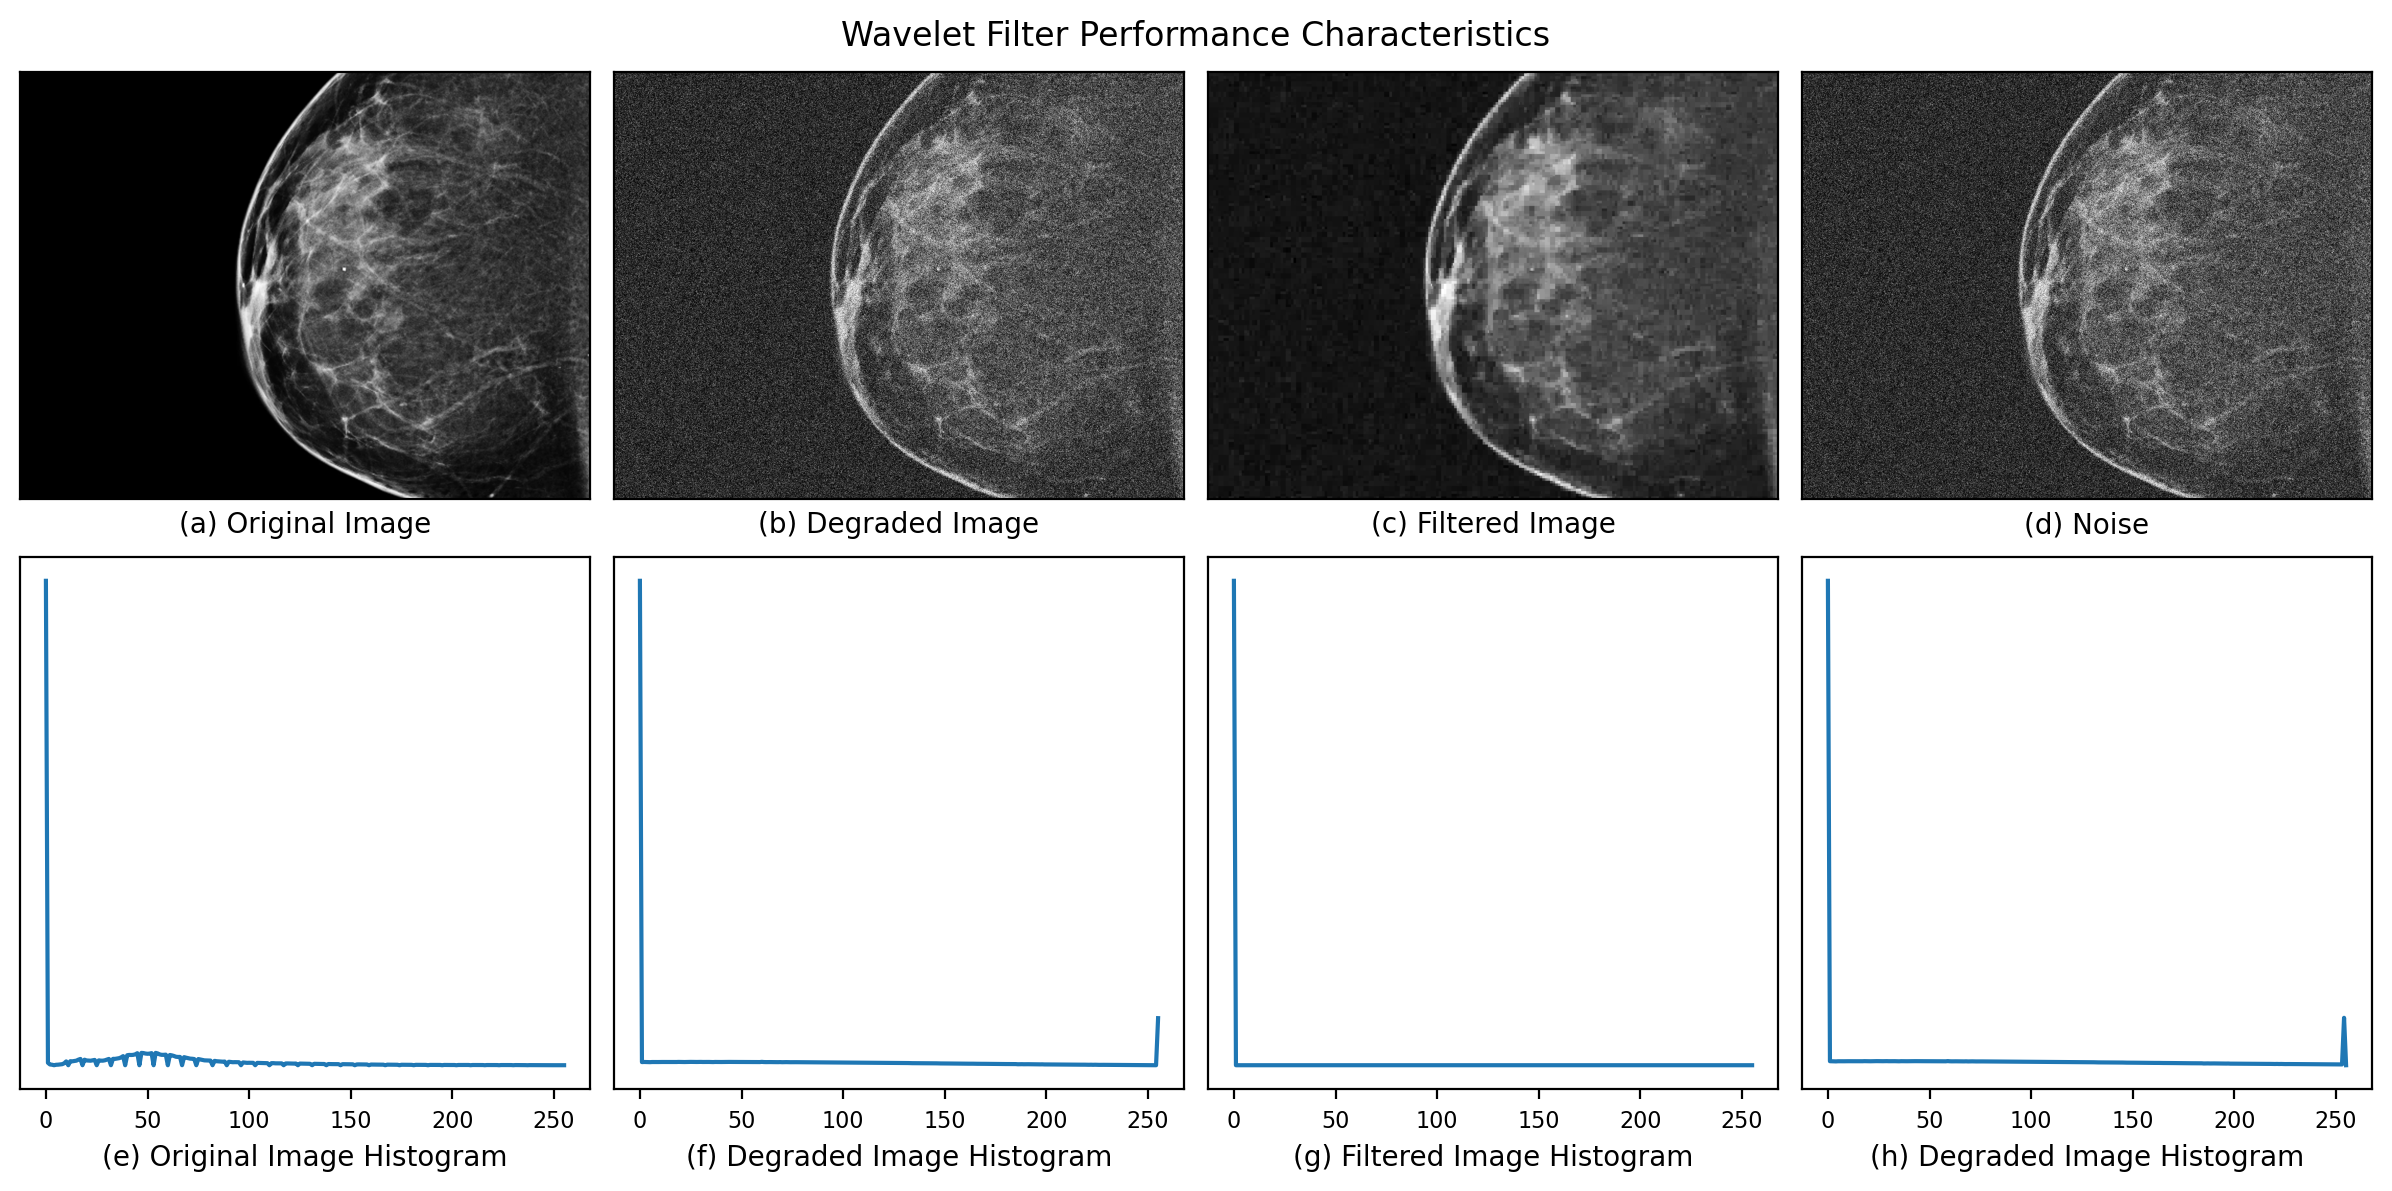 Wavelet Filter Performance Characteristics
(a) Original Image
(b) Degraded Image
(c) Filtered Image
(d) Noise
0 50 100 150 200 250
0 50 100 150 200 250
0 50 100 150 200 250
0 50 100 150 200 250
(e) Original Image Histogram
(f) Degraded Image Histogram
(g) Filtered Image Histogram
(h) Degraded Image Histogram